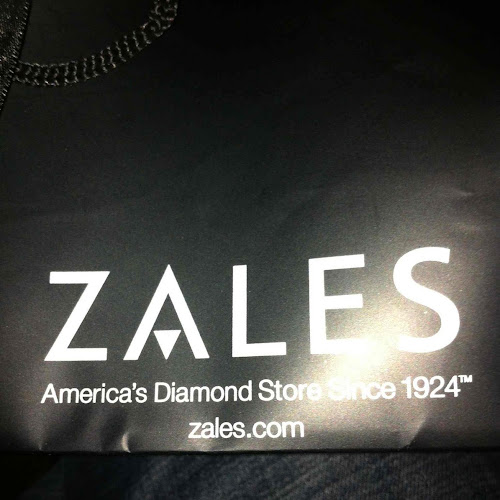 ZALES
America's Diamond Store Since 1924™
zales.com